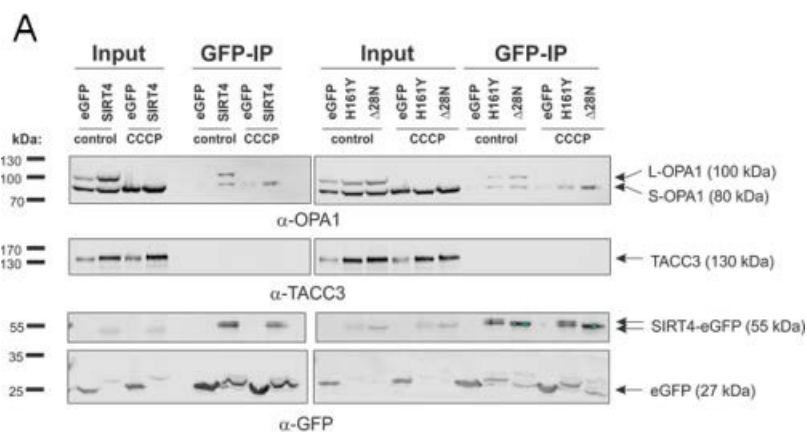 A
Input GFP-IP Input GFP-IP
eGFP SIRT4 eGFP SIRT4 eGFP SIRT4 eGFP SIRT4 eGFP H161Y Δ28N eGFP H161Y Δ28N eGFP H161Y Δ28N eGFP H161Y Δ28N
kDa: control CCCP control CCCP control CCCP control CCCP
130
100 L-OPA1 (100 kDa)
70 S-OPA1 (80 kDa)
α-OPA1
170
130 TACC3 (130 kDa)
α-TACC3
55 SIRT4-eGFP (55 kDa)
35
25 eGFP (27 kDa)
α-GFP